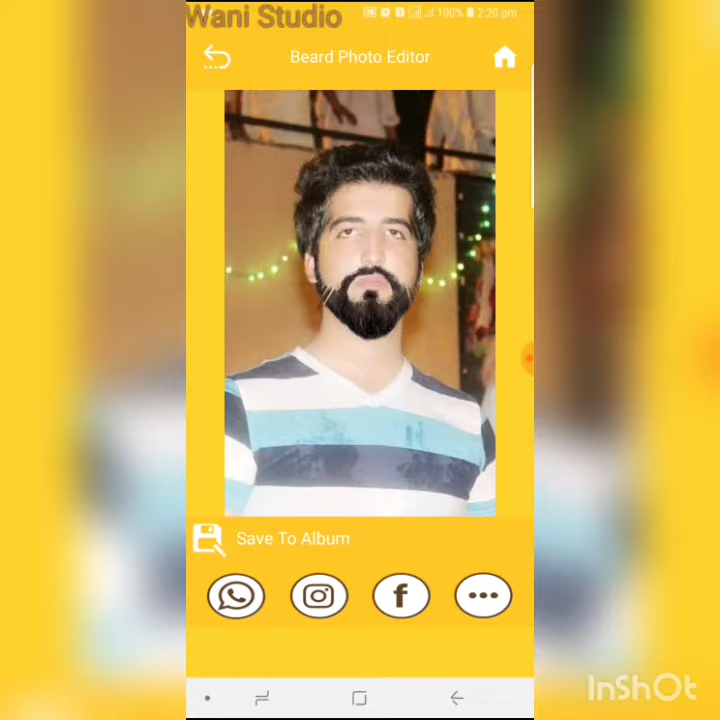 Wani Studio
100% 2:20 pm
Beard Photo Editor
Save To Album
InShOt